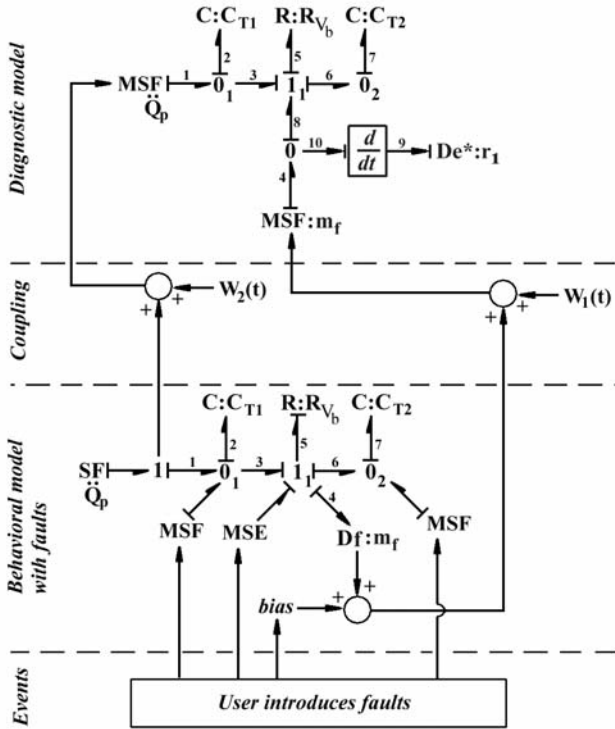 Diagnostic model
C:C_T1 R:R_Vb C:C_T2
2 5 7
MSF 1 0_1 3 1_1 6 0_2
Q̈_p
8
0 10 d/dt 9 De*:r_1
4
MSF:m_f
Coupling
W_2(t) W_1(t)
+ + + +
Behavioral model
with faults
C:C_T1 R:R_Vb C:C_T2
2 5 7
SF 1 1 0_1 3 1_1 6 0_2
Q̈_p
4
MSF MSE Df:m_f MSF
+ +
bias
Events
User introduces faults